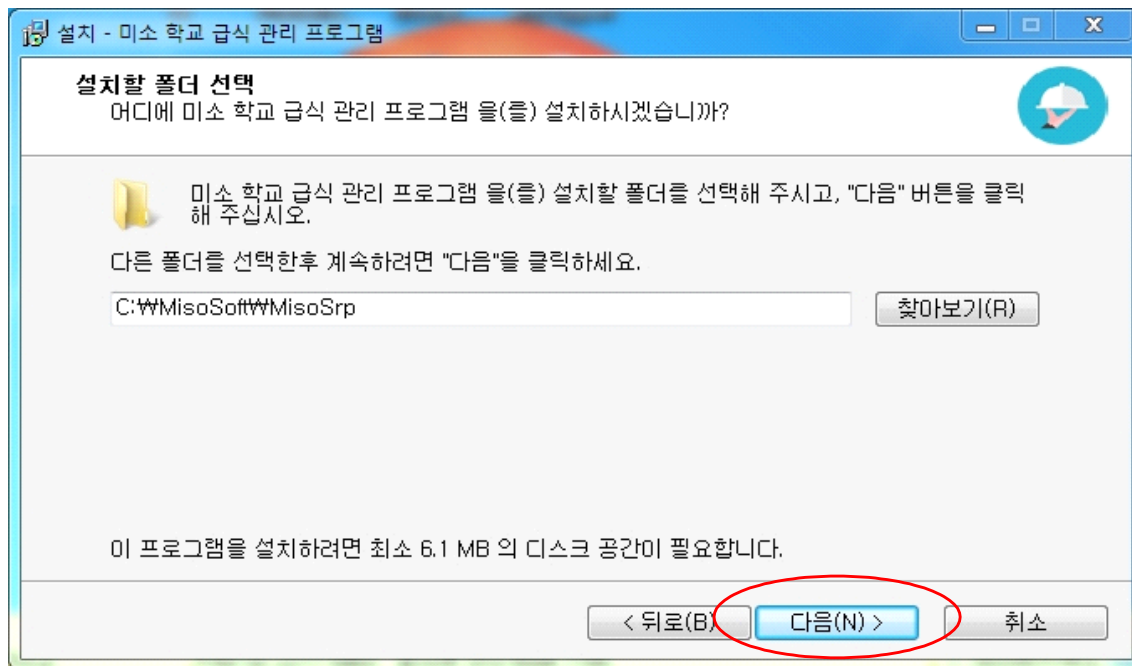 설치 - 미소 학교 급식 관리 프로그램
설치할 폴더 선택
어디에 미소 학교 급식 관리 프로그램 을(를) 설치하시겠습니까?
미소 학교 급식 관리 프로그램 을(를) 설치할 폴더를 선택해 주시고, "다음" 버튼을 클릭
해 주십시오.
다른 폴더를 선택한후 계속하려면 "다음"을 클릭하세요.
C:₩MisoSoft₩MisoSrp
찾아보기(R)
이 프로그램을 설치하려면 최소 6.1 MB 의 디스크 공간이 필요합니다.
< 뒤로(B)
다음(N) >
취소